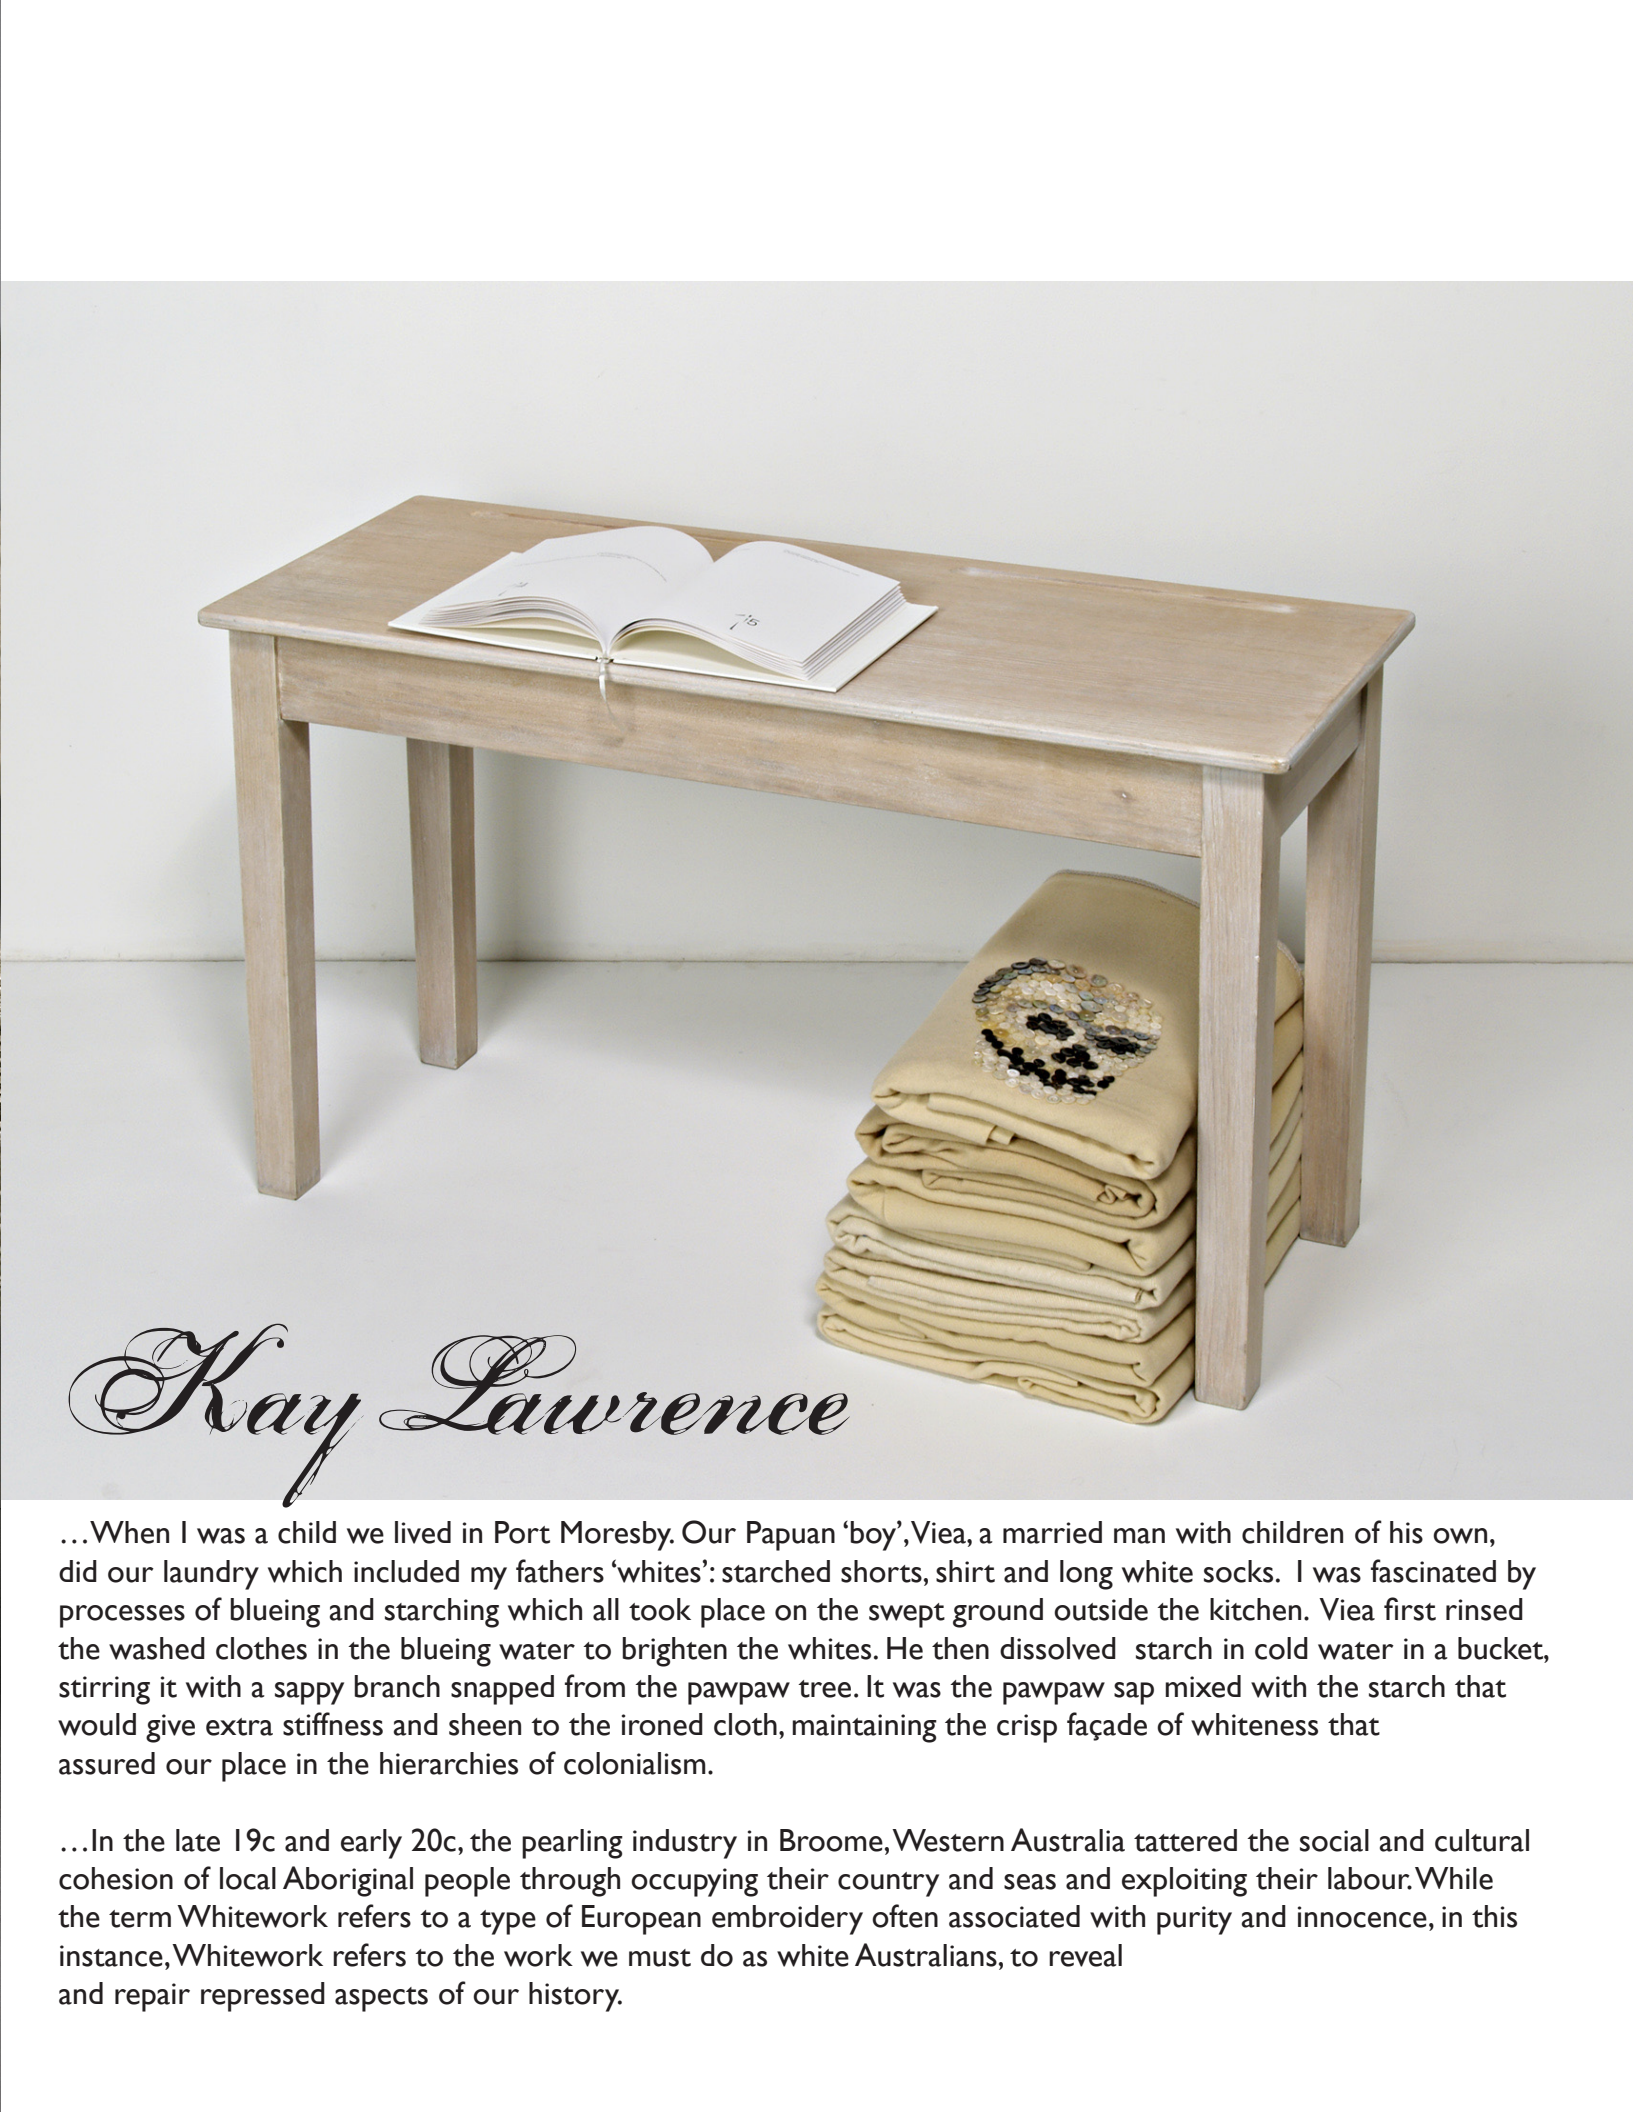 Kay Lawrence
…When I was a child we lived in Port Moresby. Our Papuan ‘boy’, Viea, a married man with children of his own,
did our laundry which included my fathers ‘whites’: starched shorts, shirt and long white socks.  I was fascinated by
processes of blueing and starching which all took place on the swept ground outside the kitchen.  Viea first rinsed
the washed clothes in the blueing water to brighten the whites. He then dissolved  starch in cold water in a bucket,
stirring it with a sappy branch snapped from the pawpaw tree. It was the pawpaw sap mixed with the starch that
would give extra stiffness and sheen to the ironed cloth, maintaining the crisp façade of whiteness that
assured our place in the hierarchies of colonialism.
…In the late 19c and early 20c, the pearling industry in Broome, Western Australia tattered the social and cultural
cohesion of local Aboriginal people through occupying their country and seas and exploiting their labour. While
the term Whitework refers to a type of European embroidery often associated with purity and innocence, in this
instance, Whitework refers to the work we must do as white Australians, to reveal
and repair repressed aspects of our history.